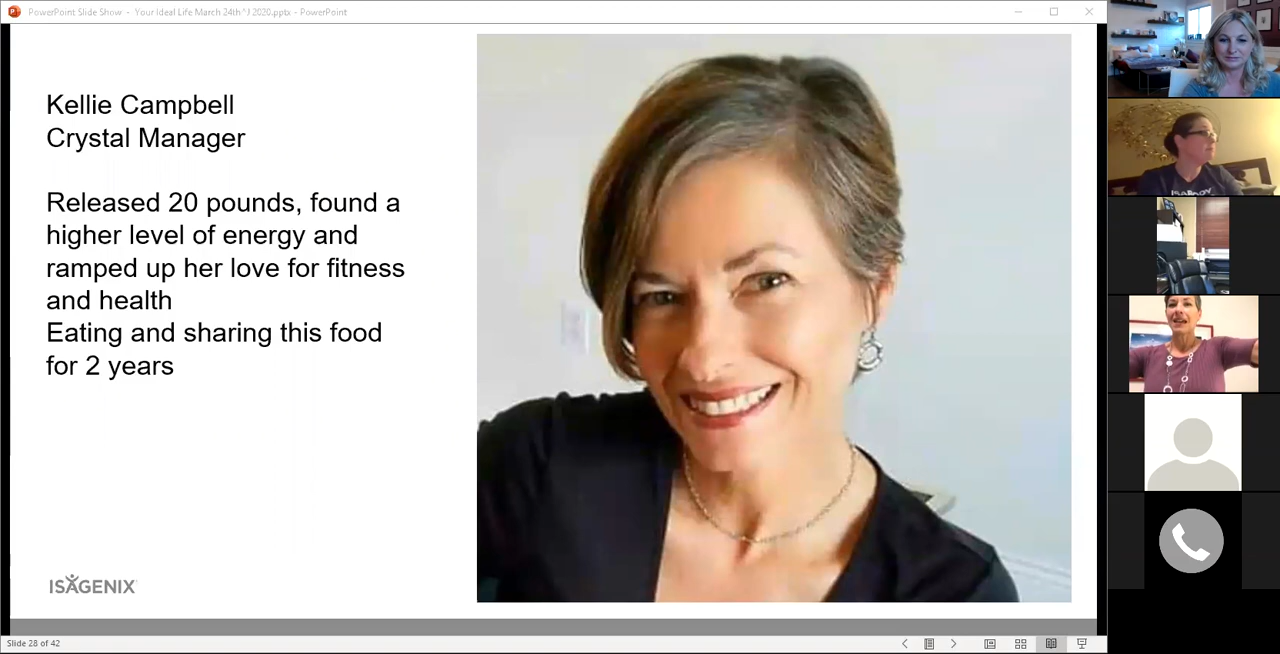 PowerPoint Slide Show - Your Ideal Life March 24th^J 2020.pptx - PowerPoint
Kellie Campbell
Crystal Manager
Released 20 pounds, found a
higher level of energy and
ramped up her love for fitness
and health
Eating and sharing this food
for 2 years
ISAGENIX
Slide 28 of 42
ISABODY